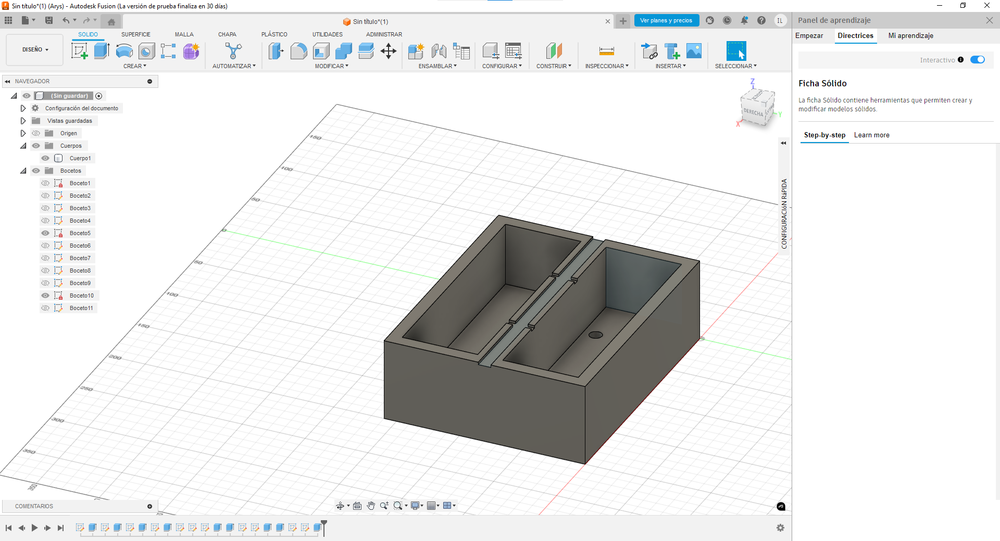 Sin título*(1) (Arys) - Autodesk Fusion (La versión de prueba finaliza en 30 días)
Sin título*(1)
Ver planes y precios
IL
DISEÑO
SOLIDO
SUPERFICIE
MALLA
CHAPA
PLÁSTICO
UTILIDADES
ADMINISTRAR
CREAR
AUTOMATIZAR
MODIFICAR
ENSAMBLAR
CONFIGURAR
CONSTRUIR
INSPECCIONAR
INSERTAR
SELECCIONAR
NAVEGADOR
(Sin guardar)
Configuración del documento
Vistas guardadas
Origen
Cuerpos
Cuerpo1
Bocetos
Boceto1
Boceto2
Boceto3
Boceto4
Boceto5
Boceto6
Boceto7
Boceto8
Boceto9
Boceto10
Boceto11
150
100
50
0
50
100
150
200
250
300
350
350
Z
DERECHA
Y
X
CONFIGURACIÓN RáPIDA
COMENTARIOS
Panel de aprendizaje
Empezar
Directrices
Mi aprendizaje
Interactivo
Ficha Sólido
La ficha Sólido contiene herramientas que permiten crear y
modificar modelos sólidos.
Step-by-step
Learn more